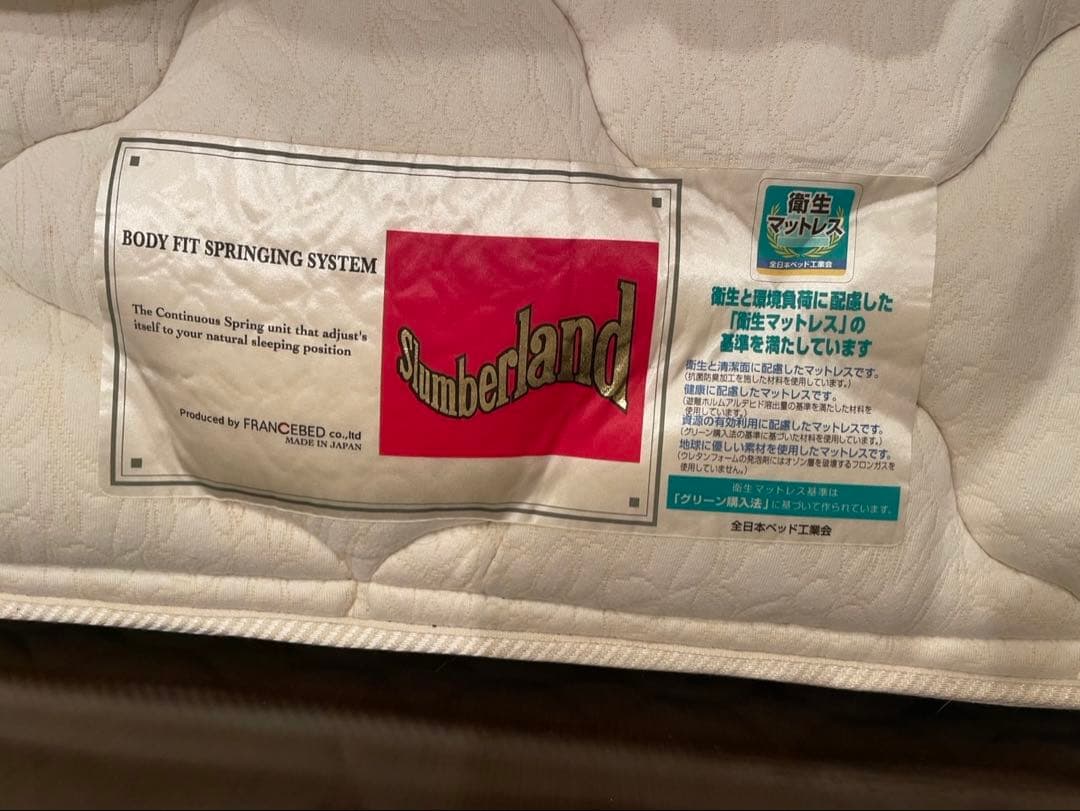 BODY FIT SPRINGING SYSTEM
The Continuous Spring unit that adjust's
itself to your natural sleeping position
Produced by FRANCEBED co.,ltd
MADE IN JAPAN
Slumberland
衛生
マットレス
全日本ベッド工業会
衛生と環境負荷に配慮した
「衛生マットレス」の
基準を満たしています
衛生と清潔面に配慮したマットレスです。
(抗菌防臭加工を施した材料を使用しています。)
健康に配慮したマットレスです。
(遊離ホルムアルデヒド溶出量の基準を満たした材料を
使用しています。)
資源の有効利用に配慮したマットレスです。
(グリーン購入法の基準に基づいた材料を使用しています。)
地球に優しい素材を使用したマットレスです。
(ウレタンフォームの発泡剤にはオゾン層を破壊するフロンガスを
使用していません。)
衛生マットレス基準は
「グリーン購入法」に基づいて作られています。
全日本ベッド工業会